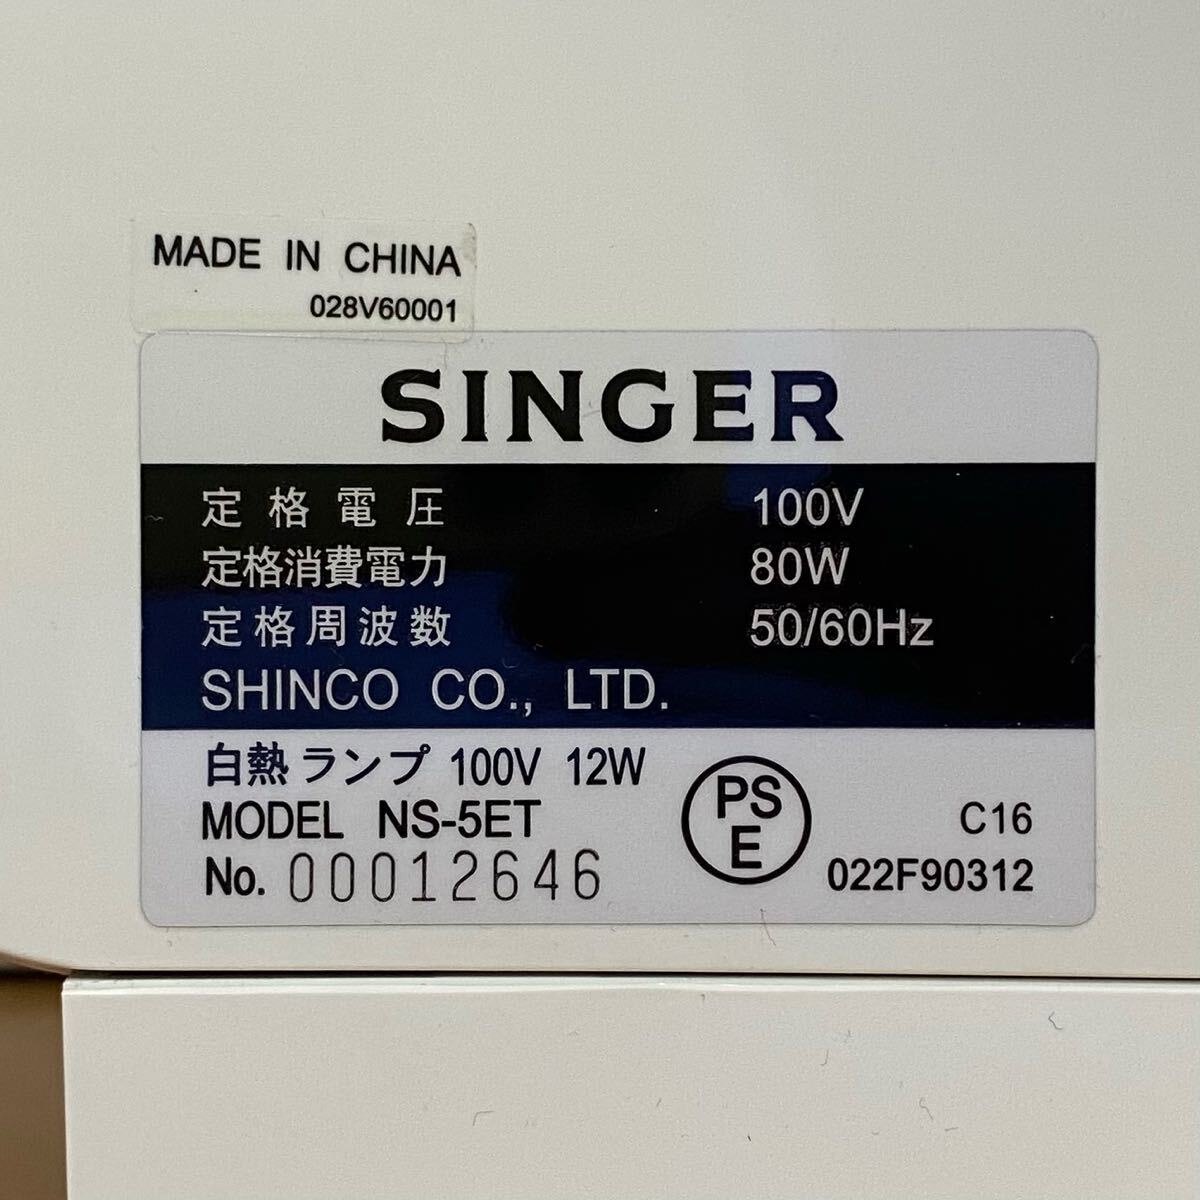 MADE IN CHINA
028V60001
SINGER
定格電圧 100V
定格消費電力 80W
定格周波数 50/60Hz
SHINCO CO., LTD.
白熱ランプ 100V 12W
MODEL NS-5ET
No. 00012646
PS
E
C16
022F90312